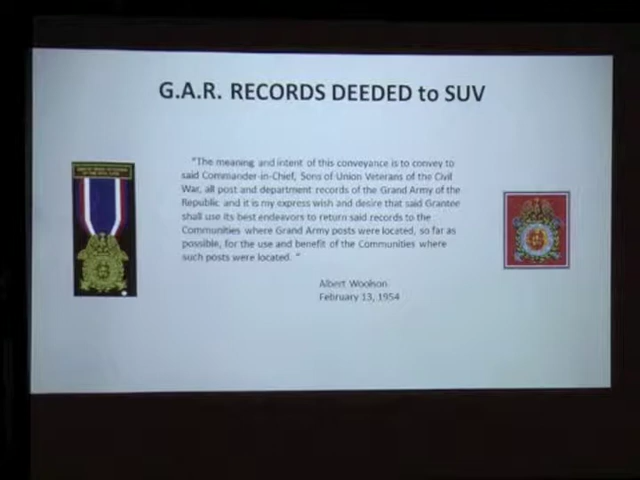 G.A.R. RECORDS DEEDED to SUV
"The meaning and intent of this conveyance is to convey to
said Commander-in-Chief, Sons of Union Veterans of the Civil
War, all post and department records of the Grand Army of the
Republic and it is my express wish and desire that said Grantee
shall use its best endeavors to return said records to the
Communities where Grand Army posts were located, so far as
possible, for the use and benefit of the Communities where
such posts were located. "
Albert Woolson
February 13, 1954